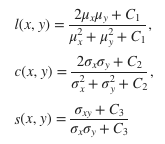 l(x, y) = \frac{2\mu_x\mu_y + C_1}{\mu_x^2 + \mu_y^2 + C_1},
c(x, y) = \frac{2\sigma_x\sigma_y + C_2}{\sigma_x^2 + \sigma_y^2 + C_2},
s(x, y) = \frac{\sigma_{xy} + C_3}{\sigma_x\sigma_y + C_3}